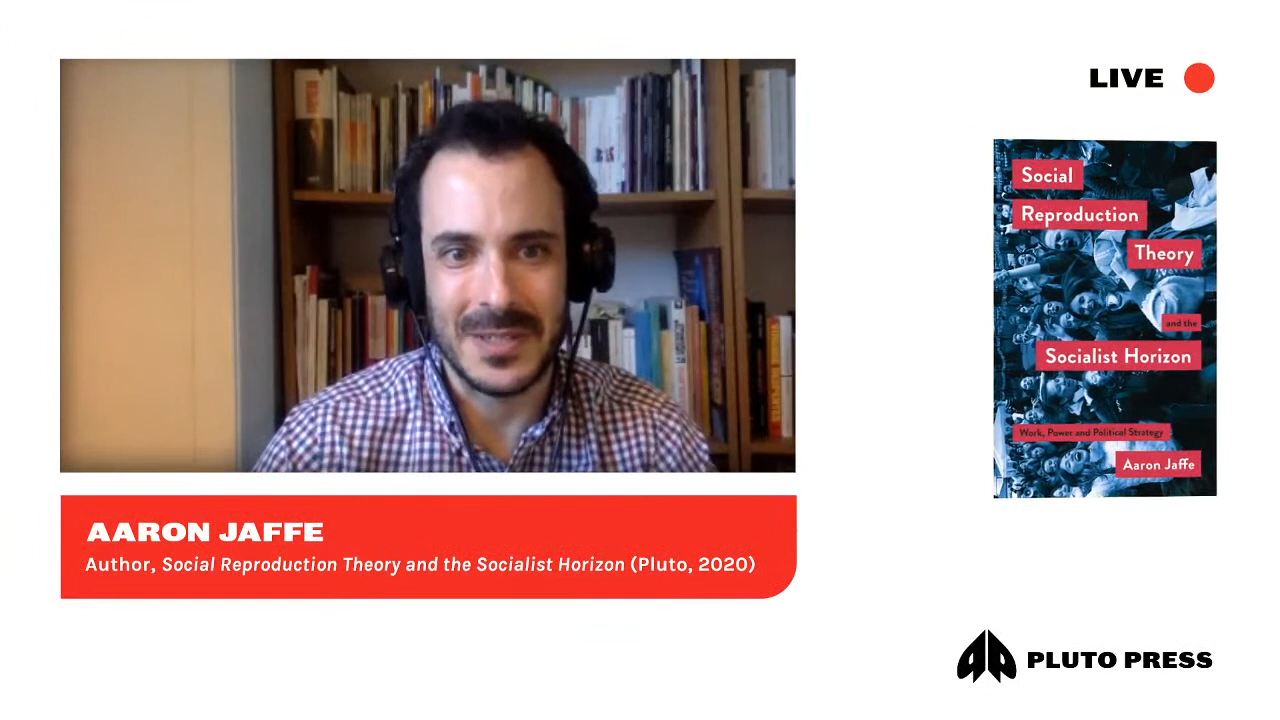 LIVE
Social
Reproduction
Theory
and the
Socialist Horizon
Work, Power and Political Strategy
Aaron Jaffe
AARON JAFFE
Author, Social Reproduction Theory and the Socialist Horizon (Pluto, 2020)
PLUTO PRESS